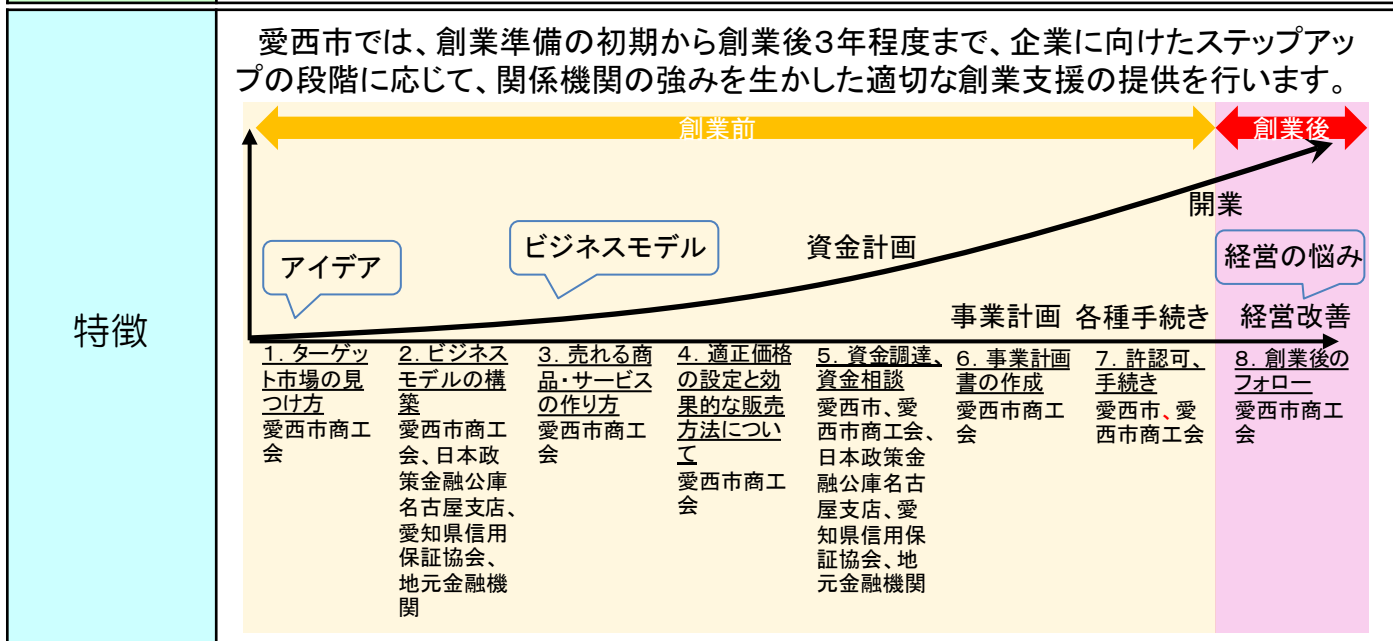 特徴
愛西市では、創業準備の初期から創業後3年程度まで、企業に向けたステップアッ
プの段階に応じて、関係機関の強みを生かした適切な創業支援の提供を行います。
創業前
創業後
開業
アイデア
ビジネスモデル
資金計画
経営の悩み
事業計画
各種手続き
経営改善
1．ターゲッ
ト市場の見
つけ方
愛西市商工
会
2．ビジネス
モデルの構
築
愛西市商工
会、日本政
策金融公庫
名古屋支店、
愛知県信用
保証協会、
地元金融機
関
3．売れる商
品・サービス
の作り方
愛西市商工
会
4．適正価格
の設定と効
果的な販売
方法につい
て
愛西市商工
会
5．資金調達、
資金相談
愛西市、愛
西市商工会、
日本政策金
融公庫名古
屋支店、愛
知県信用保
証協会、地
元金融機関
6．事業計画
書の作成
愛西市商工
会
7．許認可、
手続き
愛西市、愛
西市商工会
8．創業後の
フォロー
愛西市商工
会